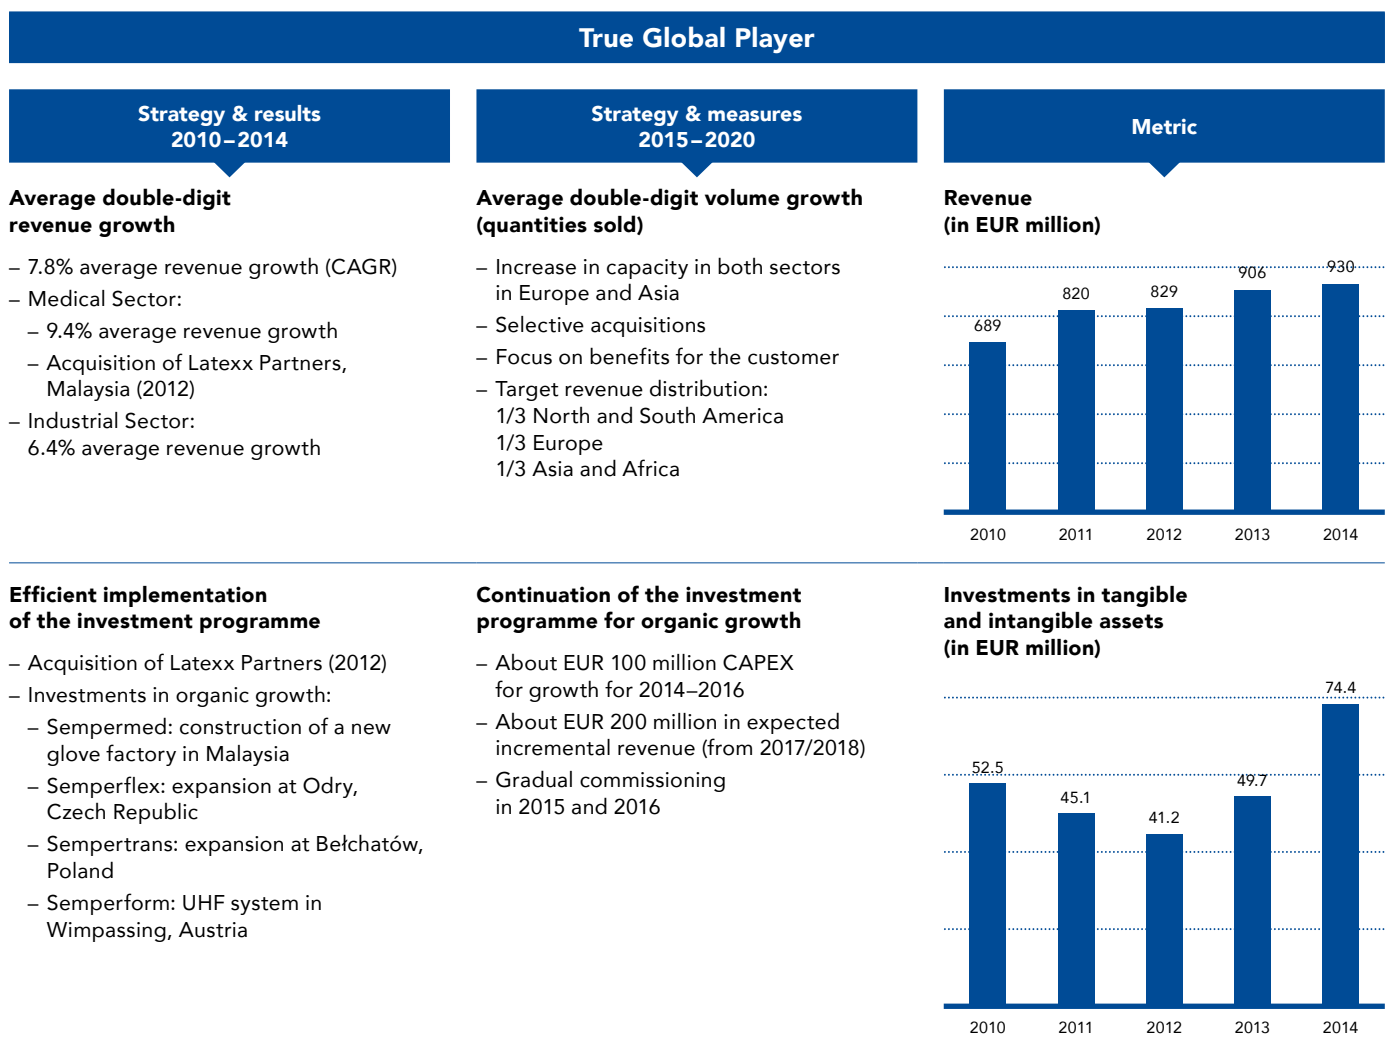 True Global Player
Strategy & results
2010–2014
Strategy & measures
2015–2020
Metric
Average double-digit
revenue growth
– 7.8% average revenue growth (CAGR)
– Medical Sector:
– 9.4% average revenue growth
– Acquisition of Latexx Partners,
Malaysia (2012)
– Industrial Sector:
6.4% average revenue growth
Average double-digit volume growth
(quantities sold)
– Increase in capacity in both sectors
in Europe and Asia
– Selective acquisitions
– Focus on benefits for the customer
– Target revenue distribution:
1/3 North and South America
1/3 Europe
1/3 Asia and Africa
Revenue
(in EUR million)
689 820 829 906 930
2010 2011 2012 2013 2014
Efficient implementation
of the investment programme
– Acquisition of Latexx Partners (2012)
– Investments in organic growth:
– Sempermed: construction of a new
glove factory in Malaysia
– Semperflex: expansion at Odry,
Czech Republic
– Sempertrans: expansion at Bełchatów,
Poland
– Semperform: UHF system in
Wimpassing, Austria
Continuation of the investment
programme for organic growth
– About EUR 100 million CAPEX
for growth for 2014–2016
– About EUR 200 million in expected
incremental revenue (from 2017/2018)
– Gradual commissioning
in 2015 and 2016
Investments in tangible
and intangible assets
(in EUR million)
52.5 45.1 41.2 49.7 74.4
2010 2011 2012 2013 2014